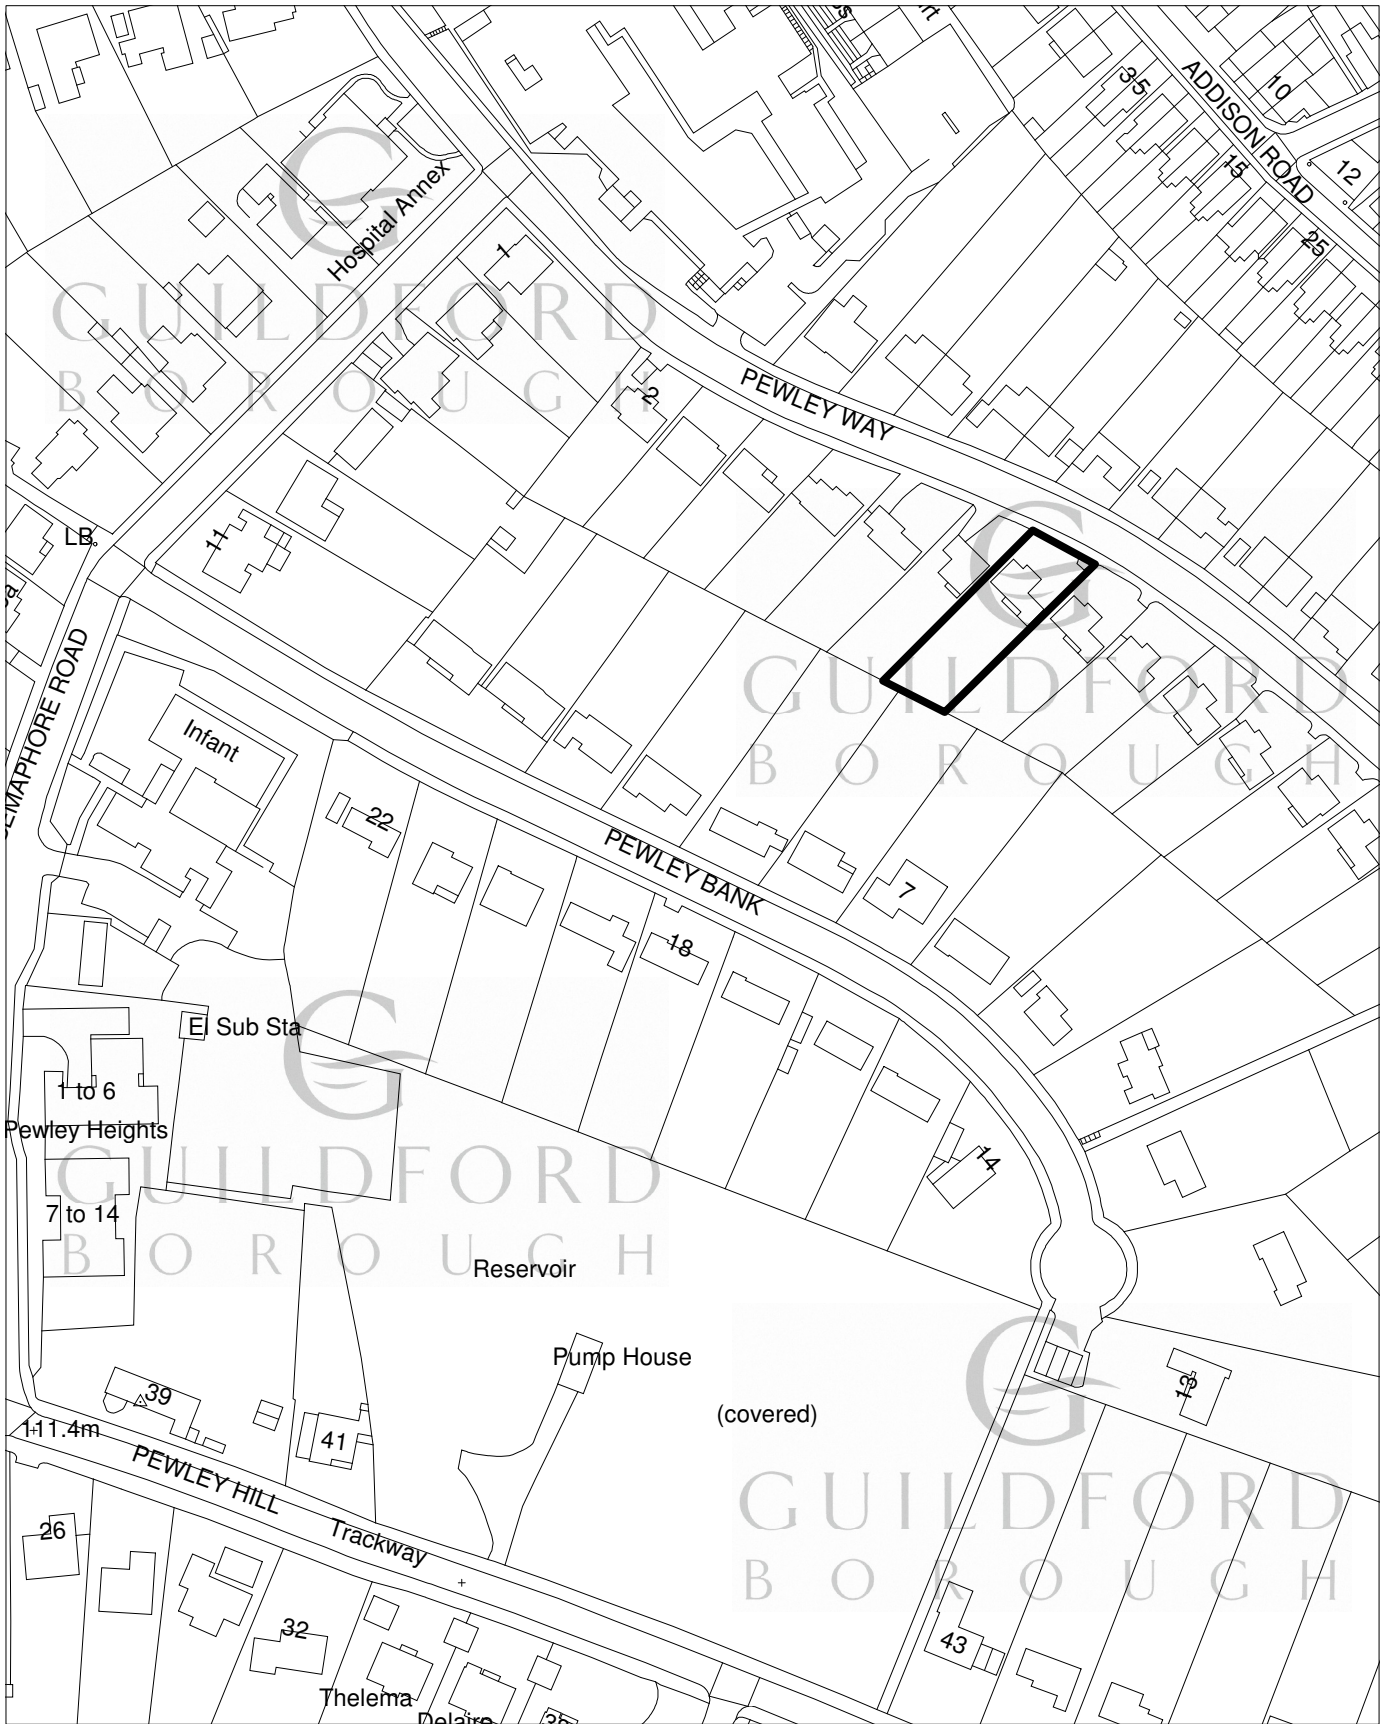 ADDISON ROAD
35
10
15
12
25
Hospital Annex
1
GUILDFORD
BOROUGH
2
PEWLEY WAY
LB
11
GUILDFORD
BOROUGH
SEMAPHORE ROAD
Infant
22
PEWLEY BANK
7
18
El Sub Sta
1 to 6
Pewley Heights
GUILDFORD
BOROUGH
7 to 14
14
Reservoir
Pump House
39
13
(covered)
111.4m
41
PEWLEY HILL
GUILDFORD
BOROUGH
Trackway
26
32
43
Thelema
Delaire